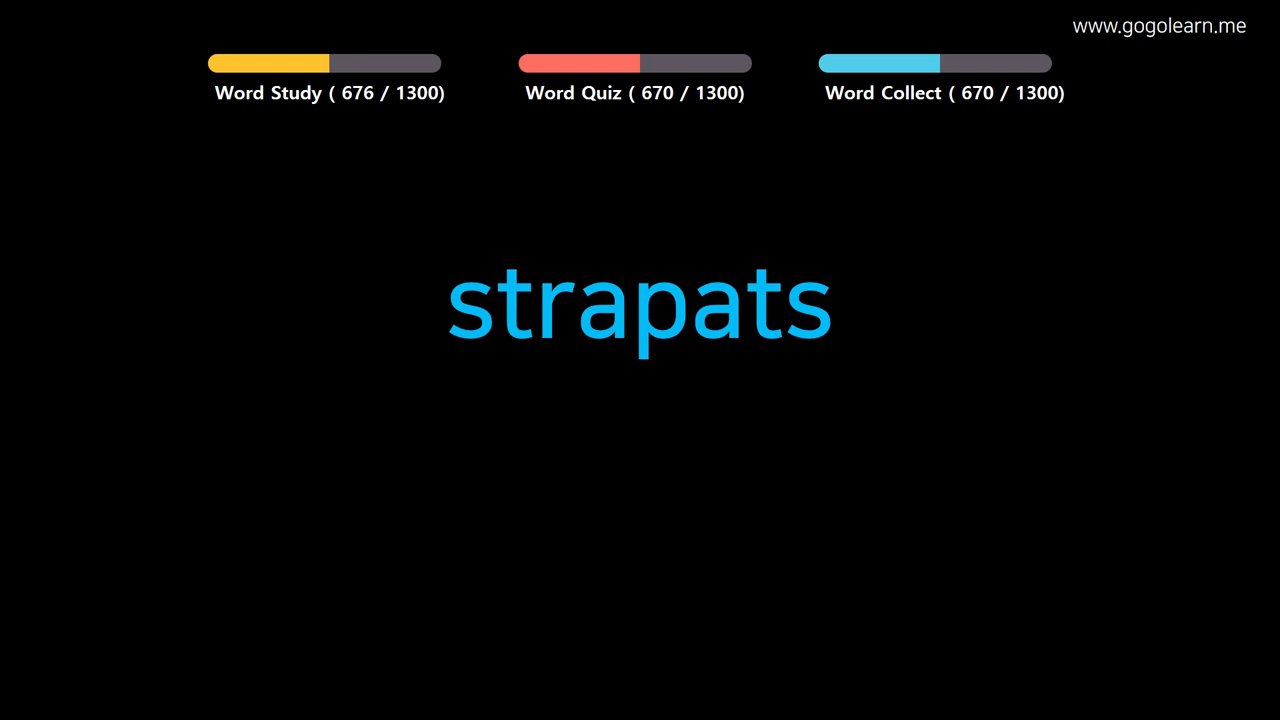 www.gogolearn.me
Word Study ( 676 / 1300)
Word Quiz ( 670 / 1300)
Word Collect ( 670 / 1300)
strapats